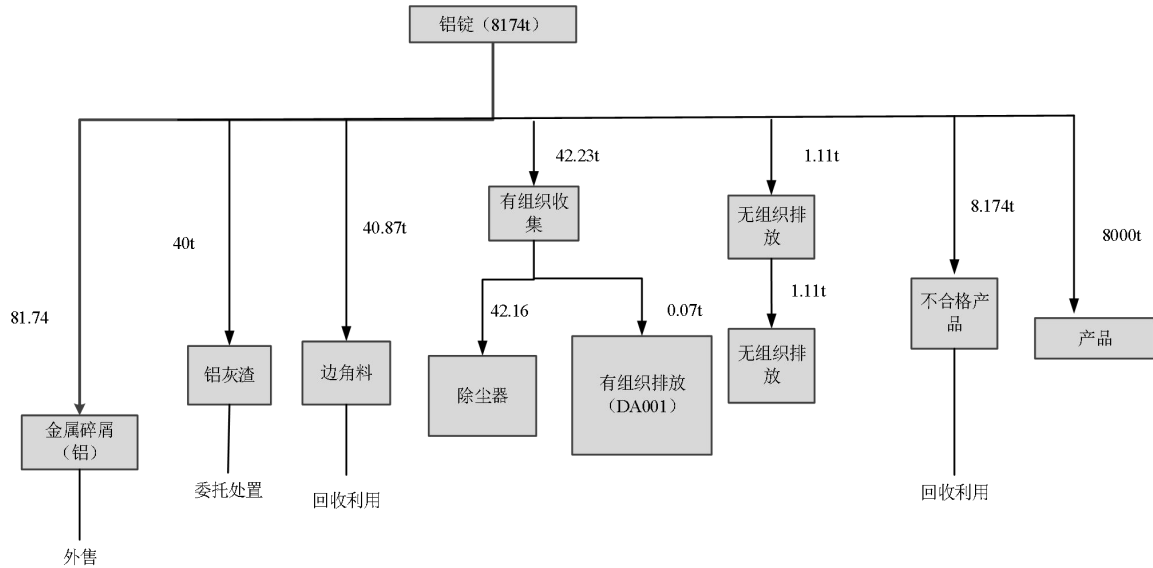 铝锭（8174t）
42.23t
1.11t
有组织收
集
无组织排
放
8.174t
40.87t
40t
8000t
1.11t
81.74
42.16
0.07t
不合格产
品
产品
铝灰渣
边角料
除尘器
有组织排放
（DA001）
无组织排
放
金属碎屑
（铝）
委托处置
回收利用
回收利用
外售